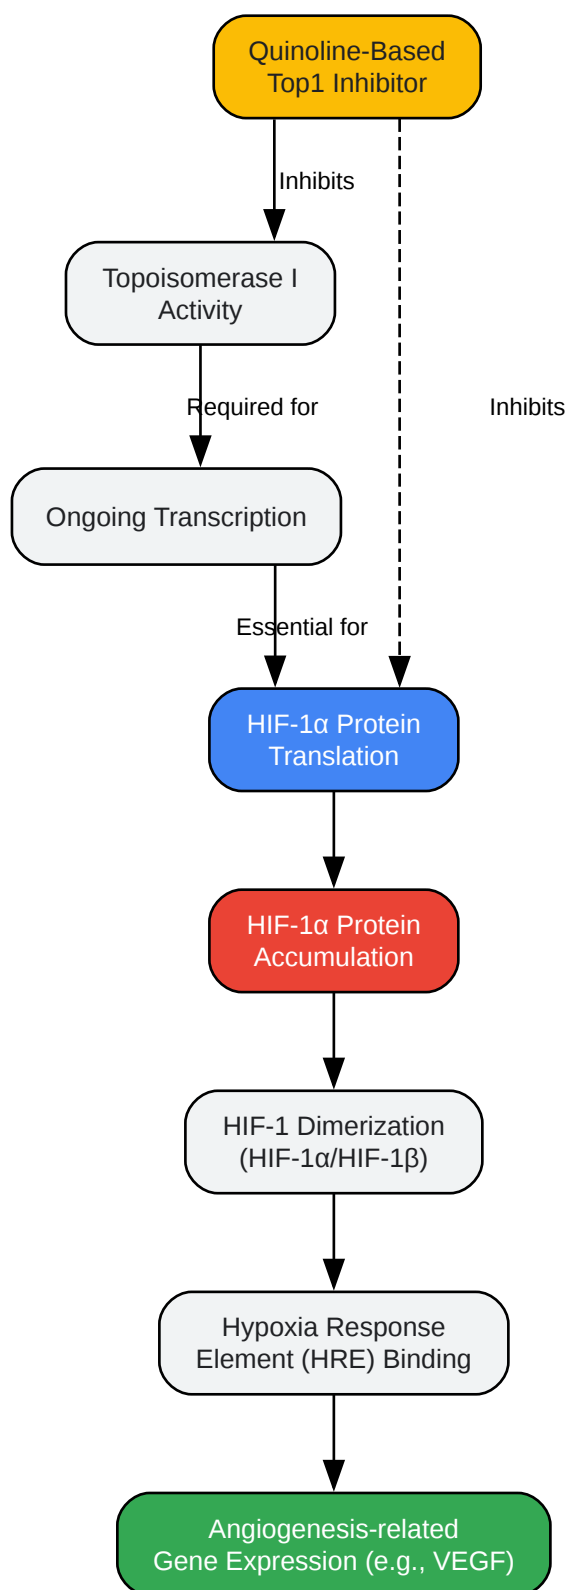 Quinoline-Based
Top1 Inhibitor
Inhibits
Topoisomerase I
Activity
Required for
Inhibits
Ongoing Transcription
Essential for
HIF-1α Protein
Translation
HIF-1α Protein
Accumulation
HIF-1 Dimerization
(HIF-1α/HIF-1β)
Hypoxia Response
Element (HRE) Binding
Angiogenesis-related
Gene Expression (e.g., VEGF)